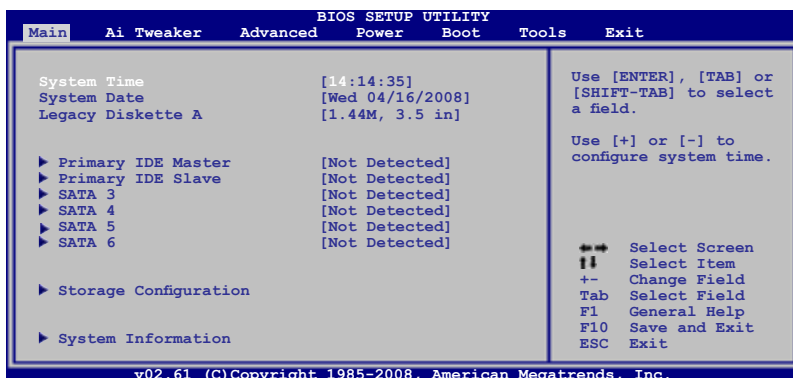 BIOS SETUP UTILITY
Main Ai Tweaker Advanced Power Boot Tools Exit
System Time [14:14:35]
System Date [Wed 04/16/2008]
Legacy Diskette A [1.44M, 3.5 in]
Primary IDE Master [Not Detected]
Primary IDE Slave [Not Detected]
SATA 3 [Not Detected]
SATA 4 [Not Detected]
SATA 5 [Not Detected]
SATA 6 [Not Detected]
Storage Configuration
System Information
Use [ENTER], [TAB] or
[SHIFT-TAB] to select
a field.
Use [+] or [-] to
configure system time.
Select Screen
Select Item
+- Change Field
Tab Select Field
F1 General Help
F10 Save and Exit
ESC Exit
v02.61 (C)Copyright 1985-2008, American Megatrends, Inc.